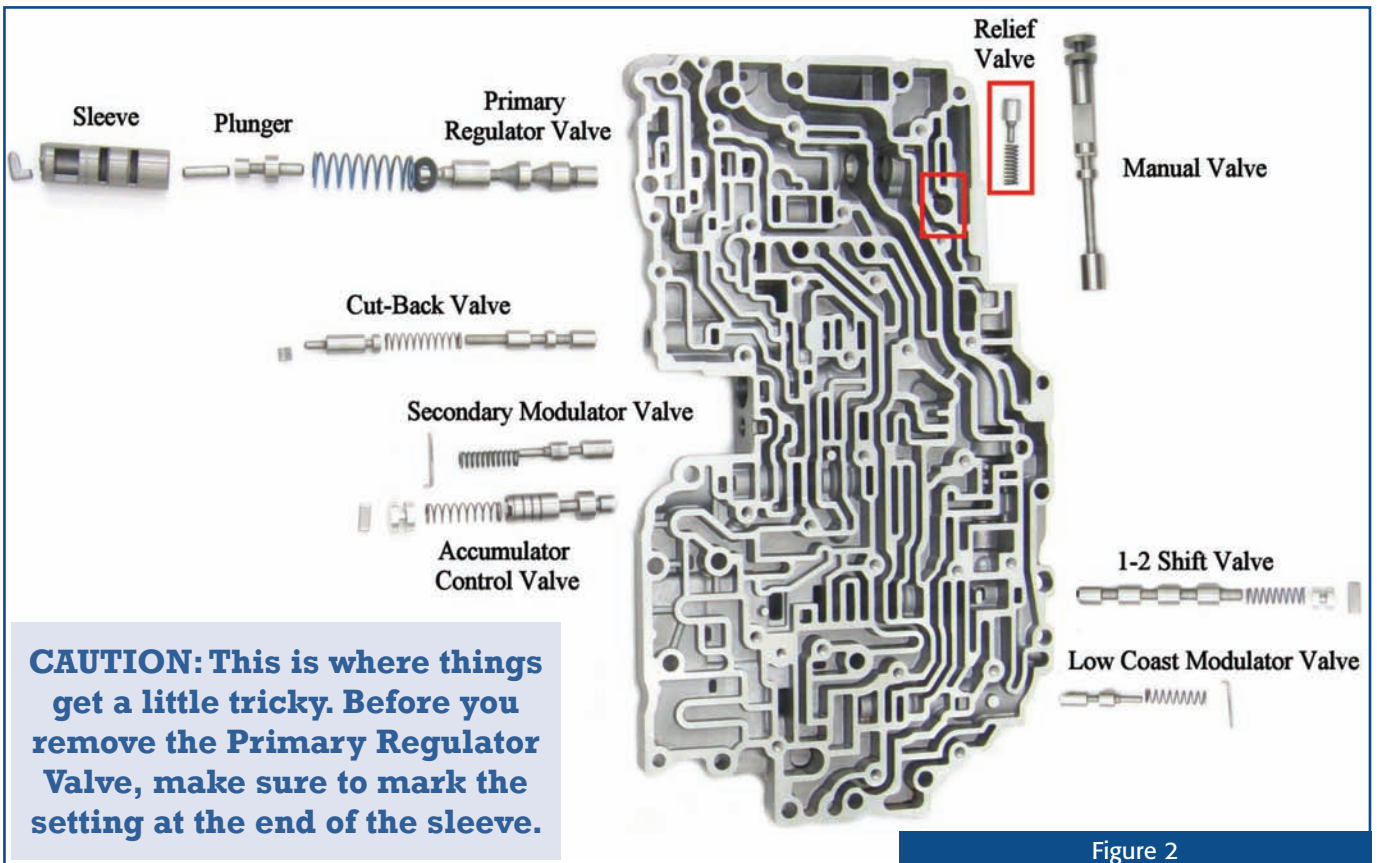 Relief
Valve
Sleeve
Plunger
Primary
Regulator Valve
Manual Valve
Cut-Back Valve
Secondary Modulator Valve
Accumulator
Control Valve
1-2 Shift Valve
Low Coast Modulator Valve
CAUTION: This is where things
get a little tricky. Before you
remove the Primary Regulator
Valve, make sure to mark the
setting at the end of the sleeve.
Figure 2